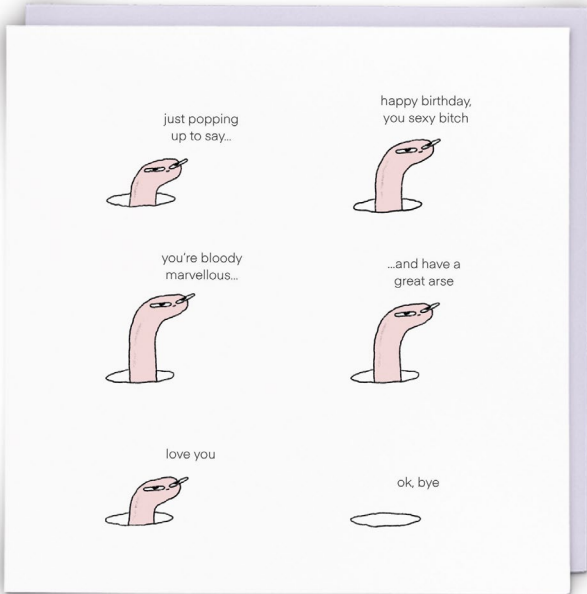 just popping
up to say...
happy birthday,
you sexy bitch
you're bloody
marvellous...
...and have a
great arse
love you
ok, bye